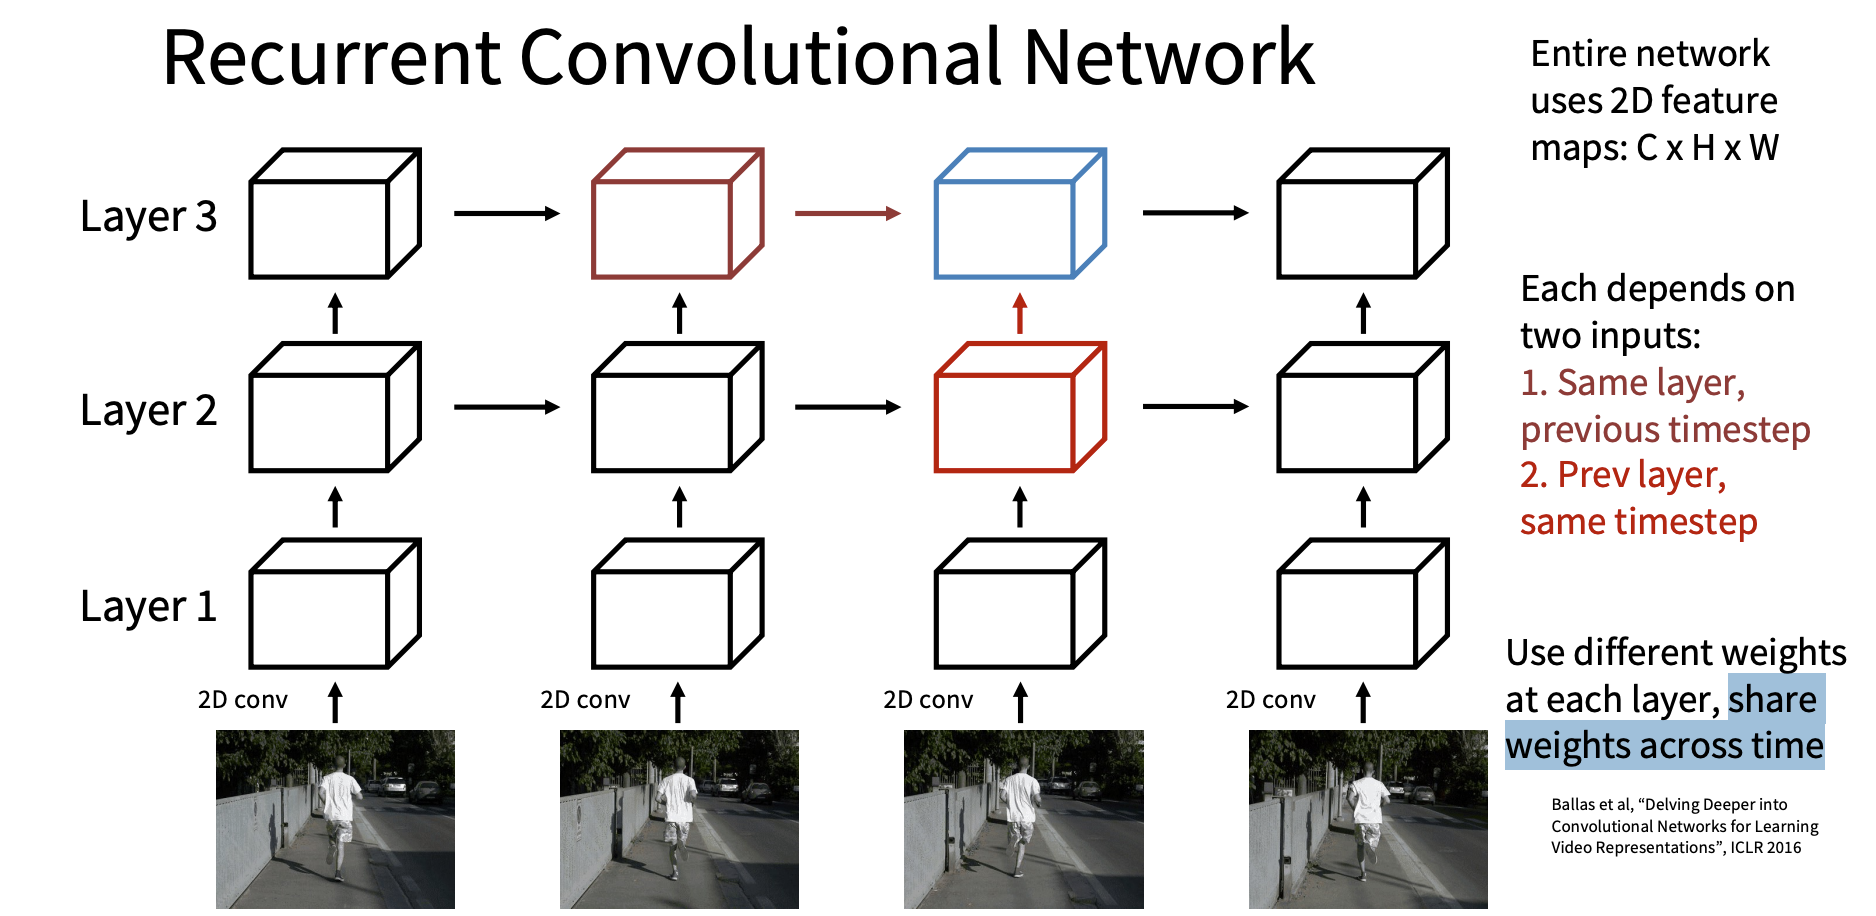 Recurrent Convolutional Network
Entire network
uses 2D feature
maps: C x H x W
Layer 3
Layer 2
Layer 1
Each depends on
two inputs:
1. Same layer,
previous timestep
2. Prev layer,
same timestep
2D conv
2D conv
2D conv
2D conv
Use different weights
at each layer, share
weights across time
Ballas et al, “Delving Deeper into
Convolutional Networks for Learning
Video Representations”, ICLR 2016